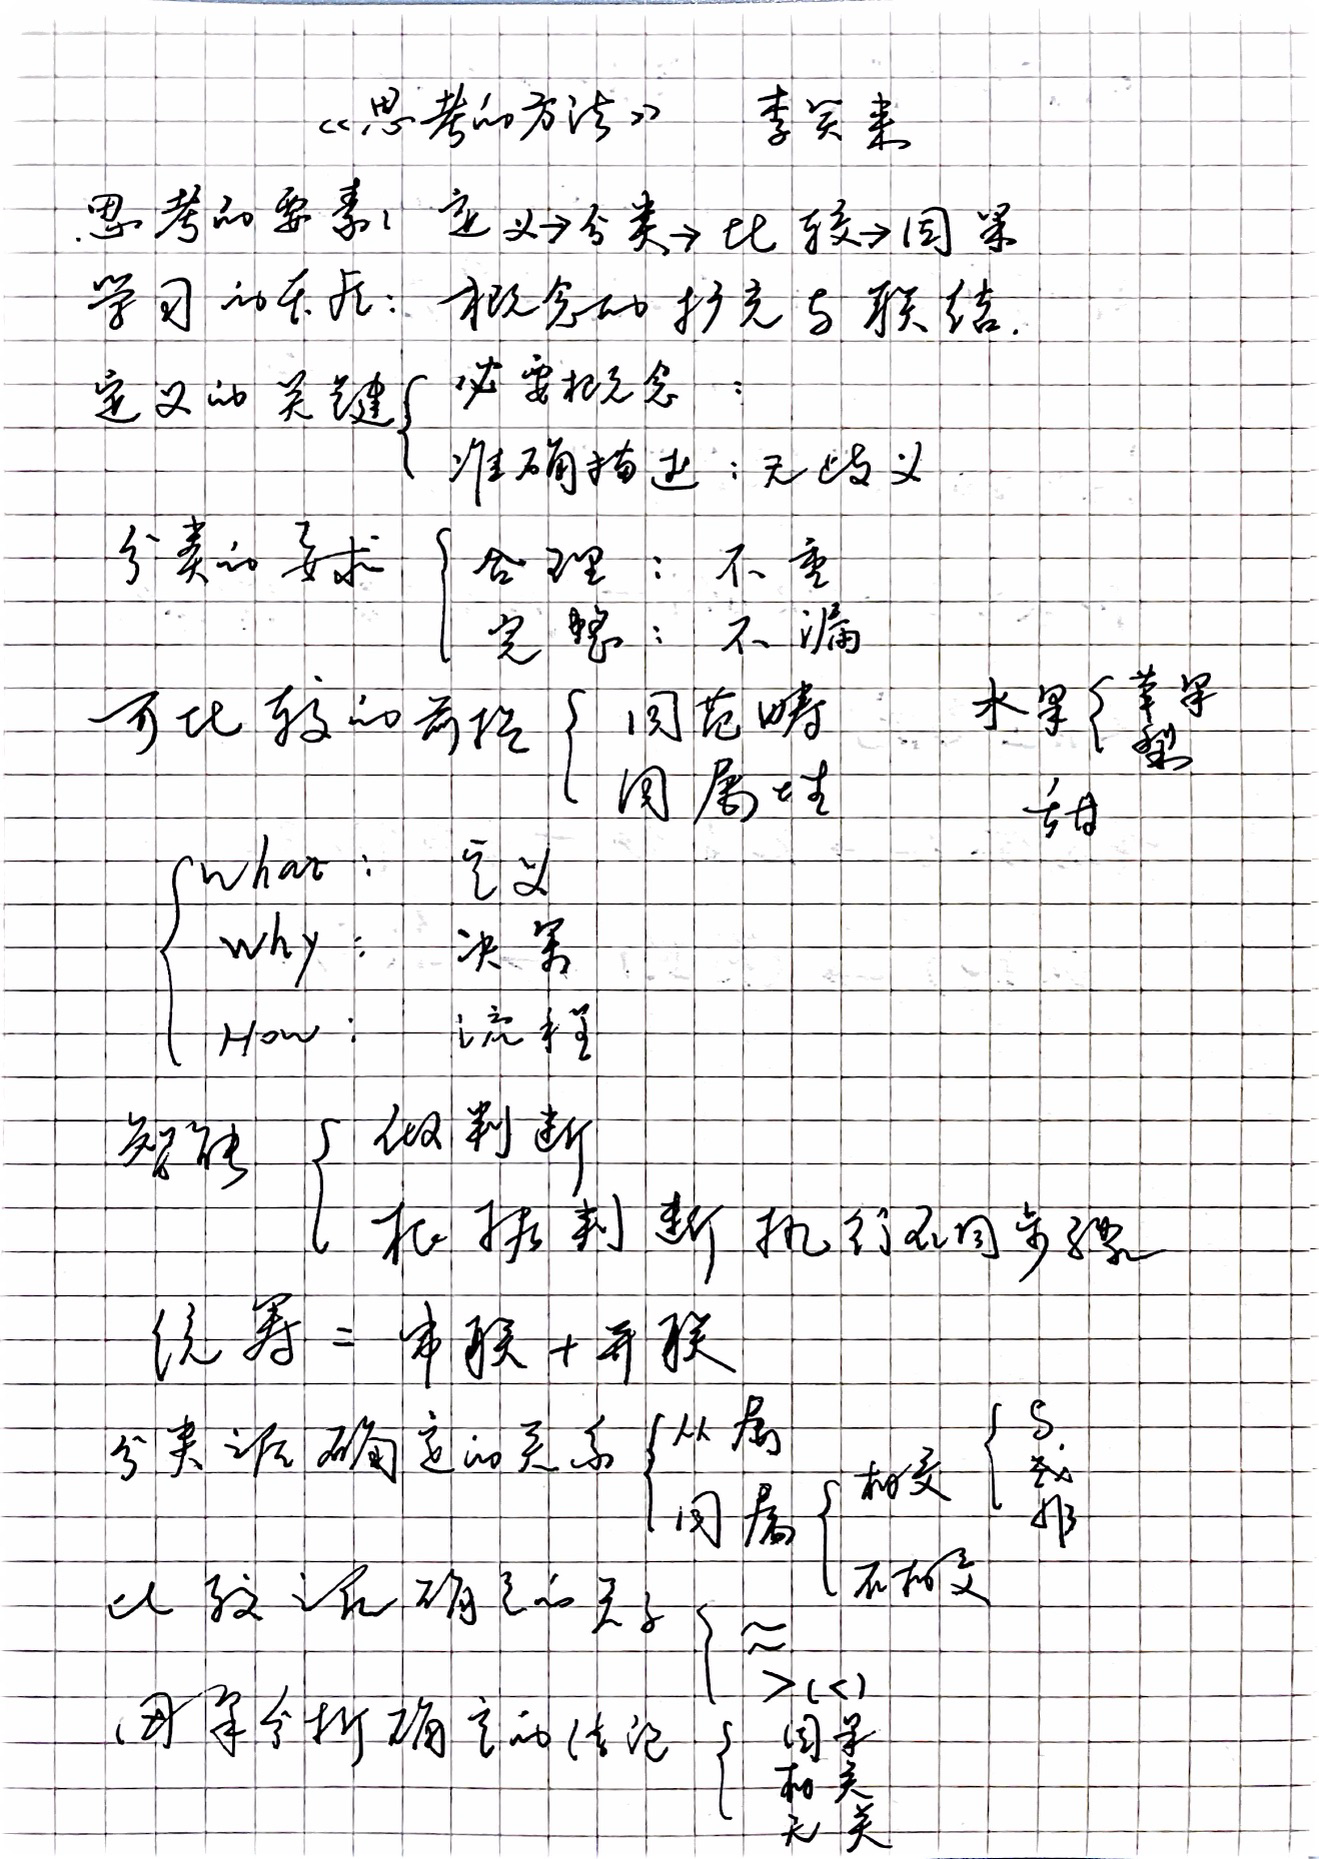 《思考的方法》 李笑来
思考的要素: 定义→分类→比较→因果
学习的本质: 概念的扩充与联结.
定义的关键{必要概念:
准确描述:无歧义
分类的要求{合理:不重
完整:不漏
可比较的前提{同范畴 水果{苹果
梨
同属性 甜
{What: 定义
Why: 决策
How: 流程
智能{做判断
根据判断执行不同步骤
统筹=串联+并联
分类后确定的关系{从属
同属{相交{与
或
非
不相交
比较后确定的关系{≈
>(<)
因果分析确定的结论{因果
相关
无关